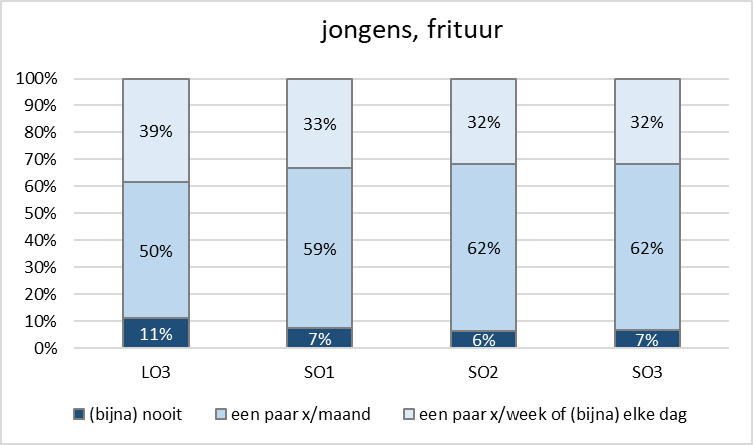 jongens, frituur
100%
90%
80%
70%
60%
50%
40%
30%
20%
10%
0%
39% 33% 32% 32%
50% 59% 62% 62%
11% 7% 6% 7%
LO3 SO1 SO2 SO3
(bijna) nooit een paar x/maand een paar x/week of (bijna) elke dag